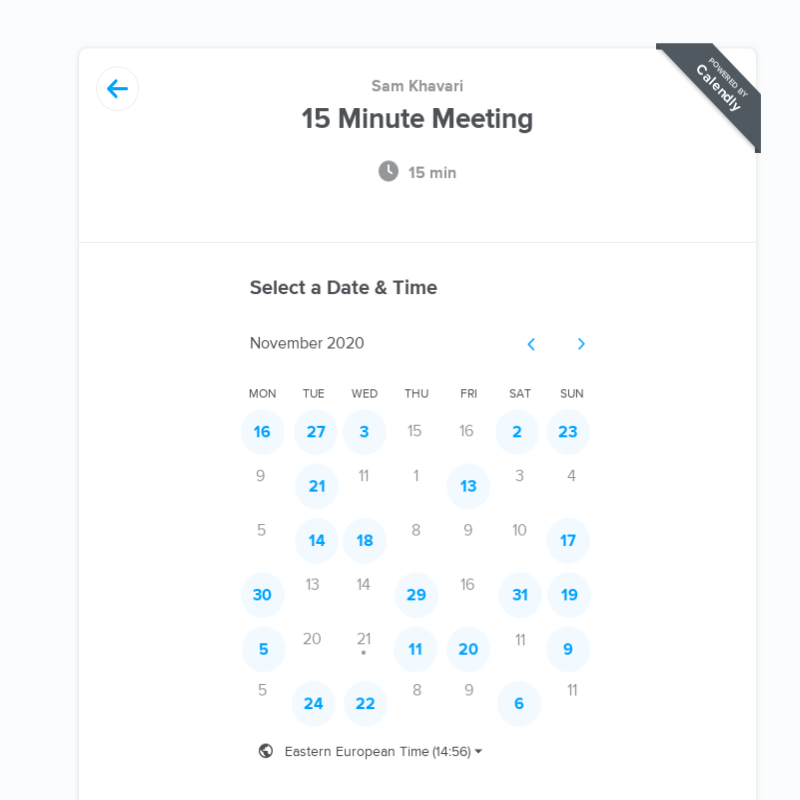 POWERED BY
Calendly
Sam Khavari
15 Minute Meeting
15 min
Select a Date & Time
November 2020
MON TUE WED THU FRI SAT SUN
16 27 3 15 16 2 23
9 21 11 1 13 3 4
5 14 18 8 9 10 17
30 13 14 29 16 31 19
5 20 21 11 20 11 9
5 24 22 8 9 6 11
Eastern European Time (14:56)